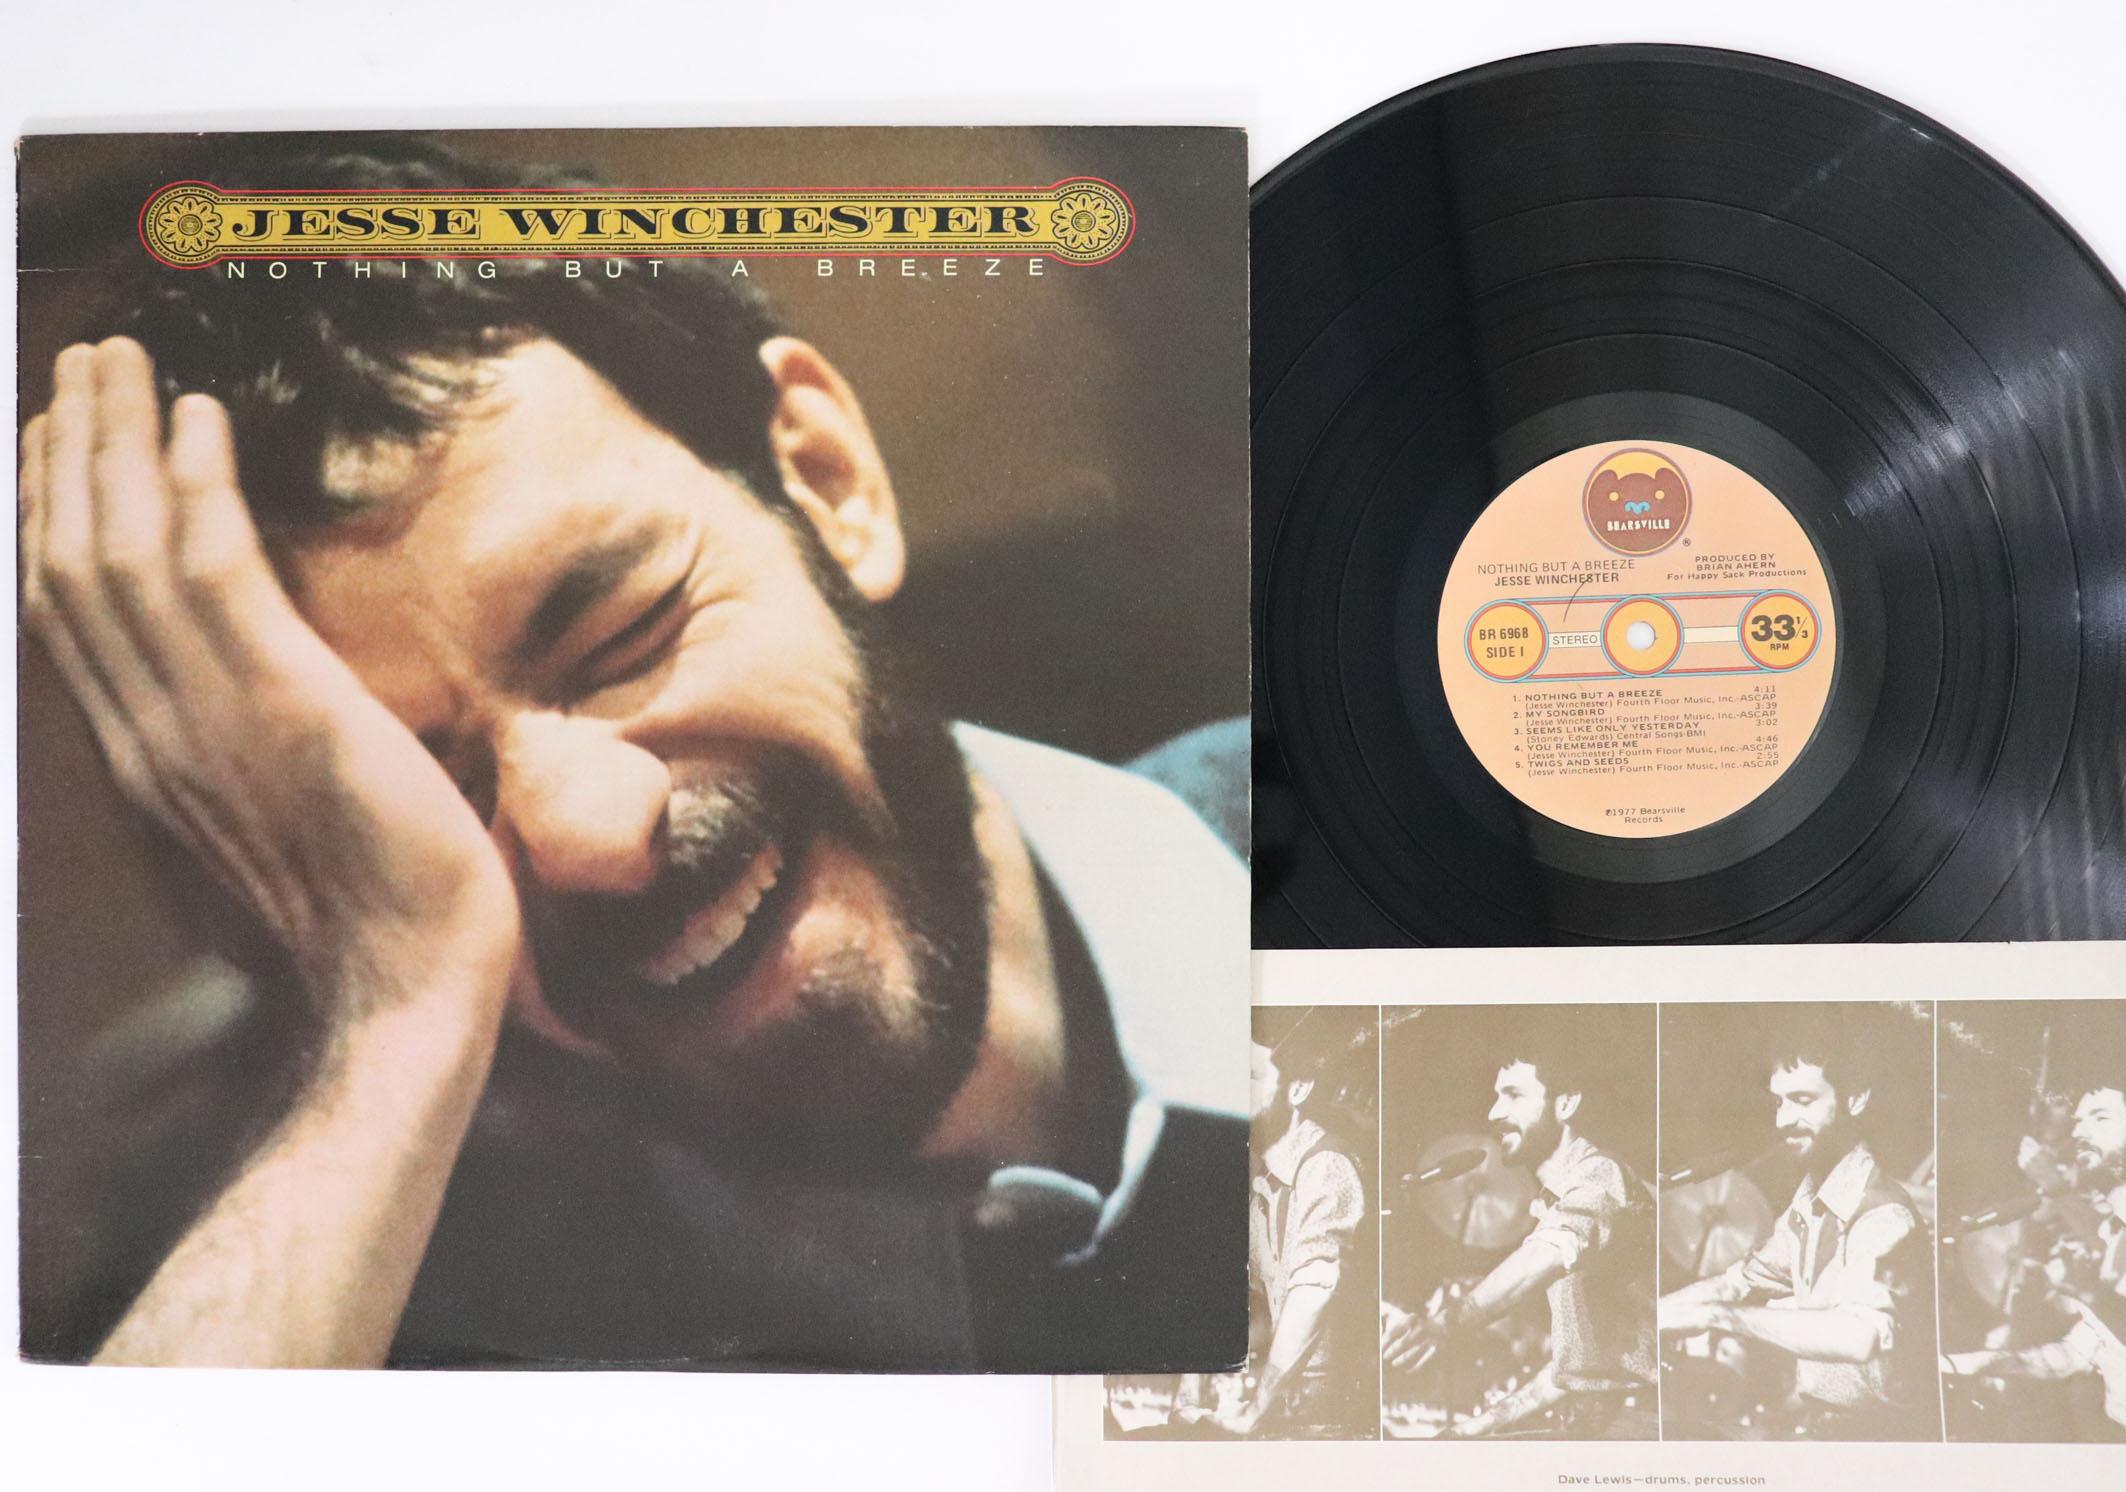 JESSE WINCHESTER
NOTHING BUT A BREEZE
BEARSVILLE
®
NOTHING BUT A BREEZE
JESSE WINCHESTER
PRODUCED BY
BRIAN AHERN
For Happy Sack Productions
BR 6968
SIDE I
STEREO
33 1/3
RPM
1. NOTHING BUT A BREEZE 4:11
(Jesse Winchester) Fourth Floor Music, Inc.-ASCAP
2. MY SONGBIRD 3:39
(Jesse Winchester) Fourth Floor Music, Inc.-ASCAP
3. SEEMS LIKE ONLY YESTERDAY 3:02
(Stoney Edwards) Central Songs-BMI
4. YOU REMEMBER ME 4:46
(Jesse Winchester) Fourth Floor Music, Inc.-ASCAP
5. TWIGS AND SEEDS 2:55
(Jesse Winchester) Fourth Floor Music, Inc.-ASCAP
℗1977 Bearsville
Records
Dave Lewis—drums, percussion